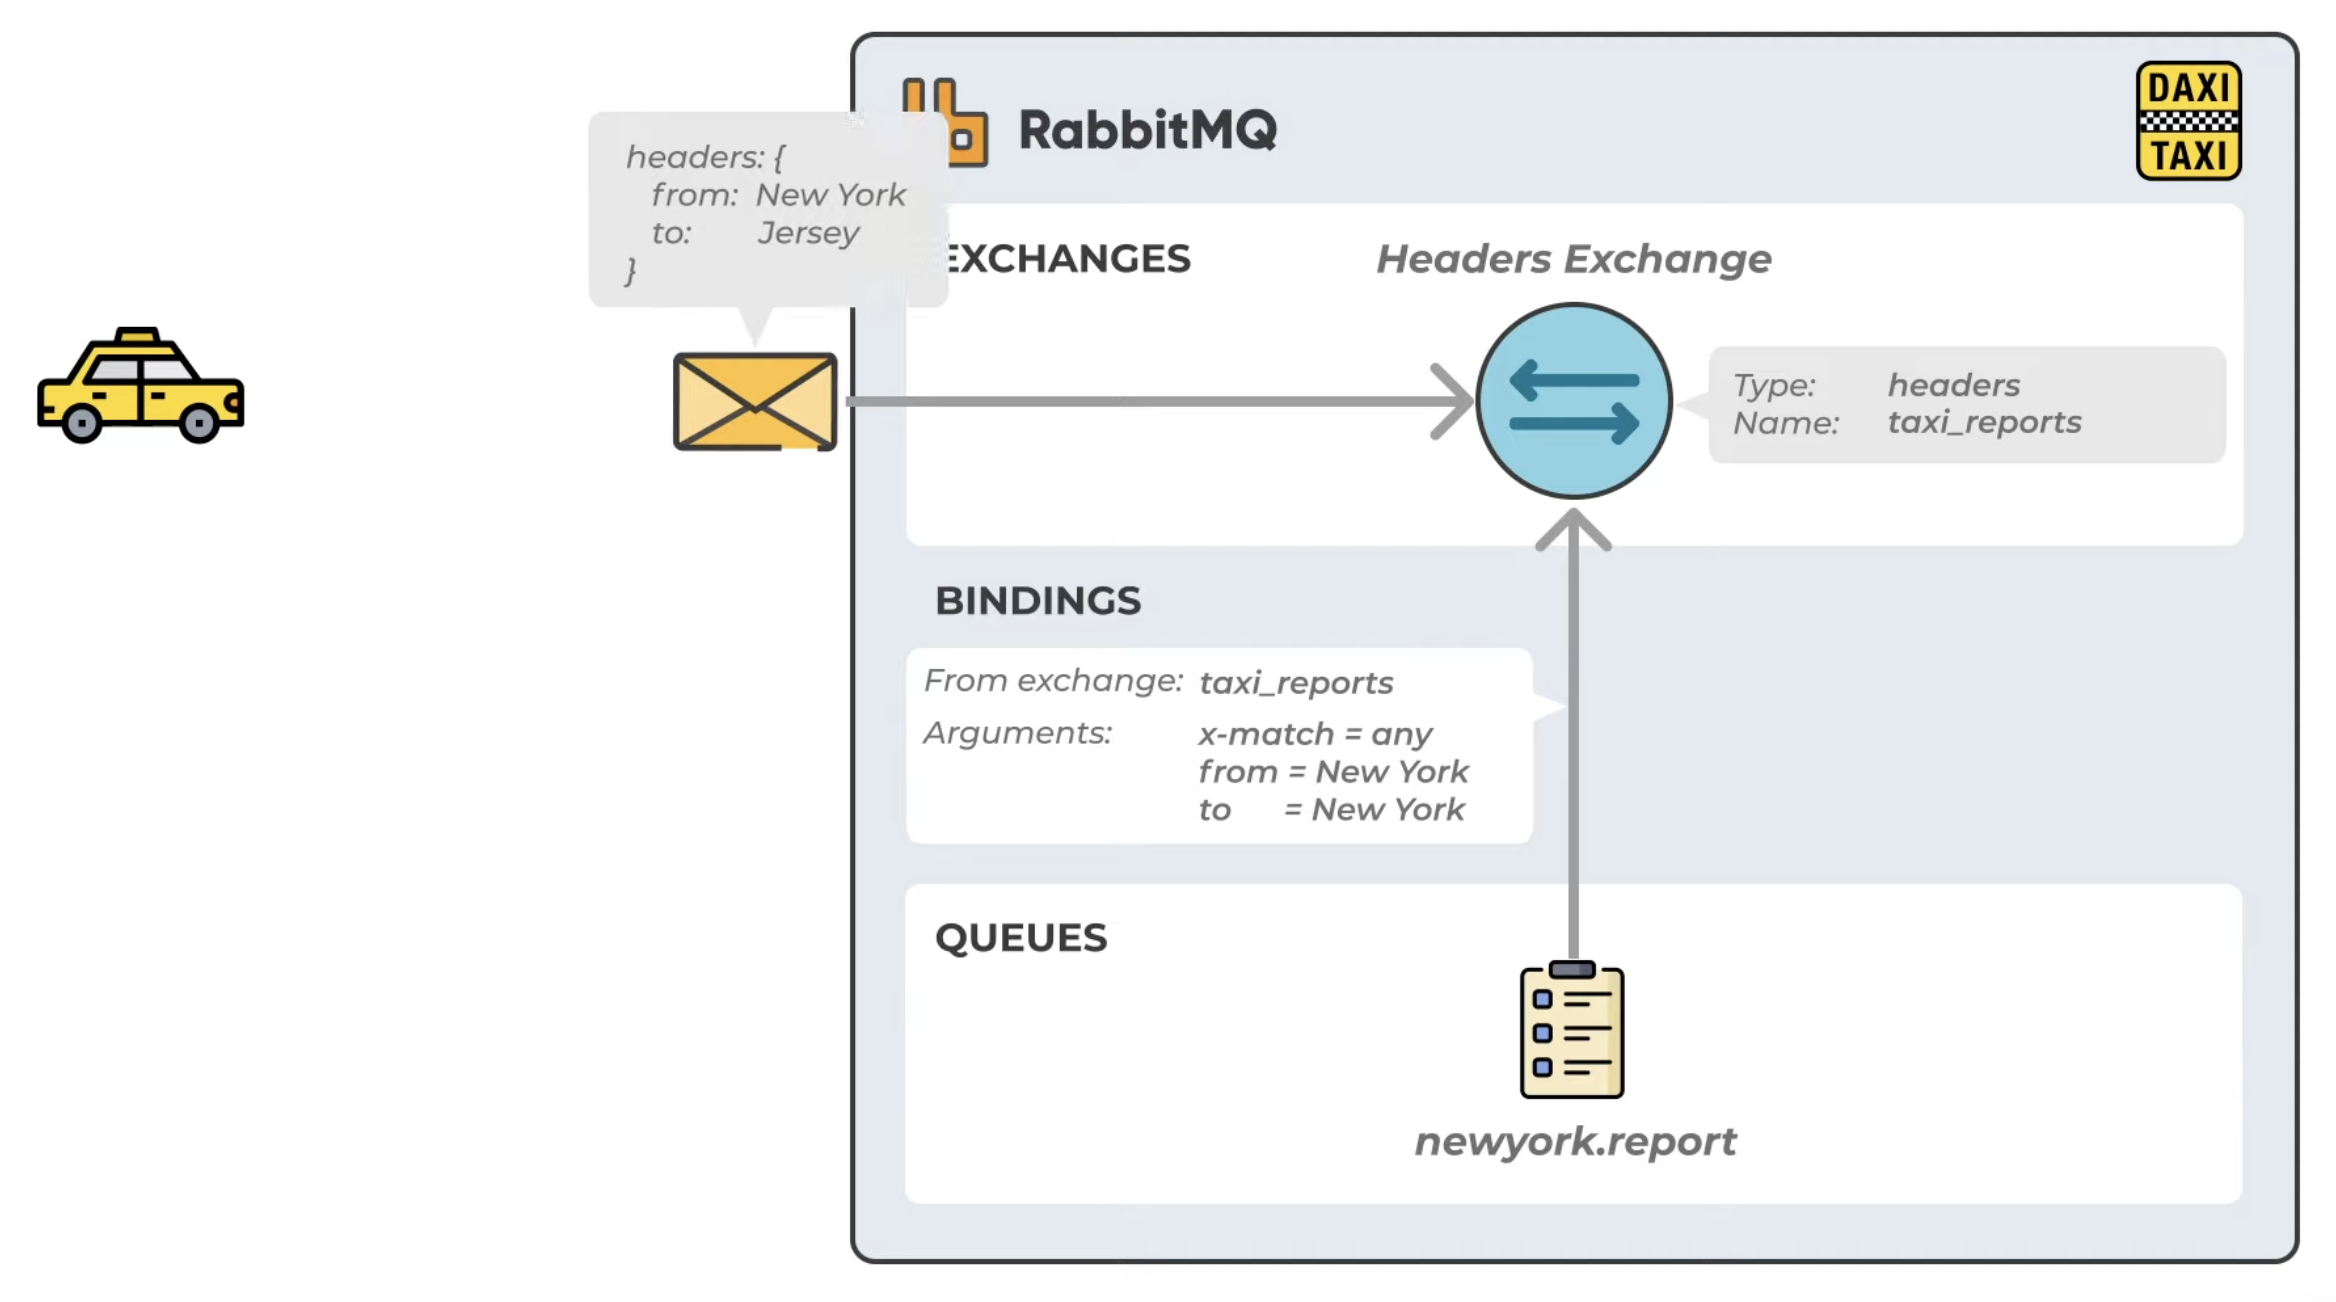 RabbitMQ
DAXI
TAXI
headers: {
from: New York
to: Jersey
}
EXCHANGES
Headers Exchange
Type: headers
Name: taxi_reports
BINDINGS
From exchange: taxi_reports
Arguments: x-match = any
from = New York
to = New York
QUEUES
newyork.report